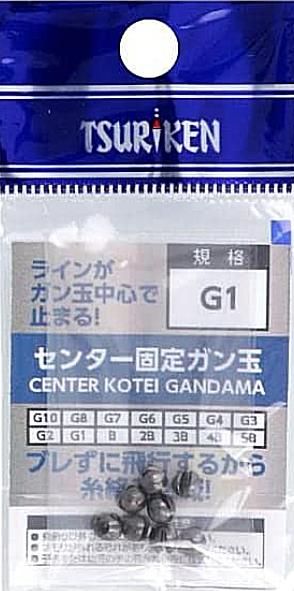 TSURIKEN
規格
G1
ラインが
ガン玉中心で
止まる!
センター固定ガン玉
CENTER KOTEI GANDAMA
G10 G8 G7 G6 G5 G4 G3
G2 G1 B 2B 3B 4B 5B
ブレずに飛行するから
糸